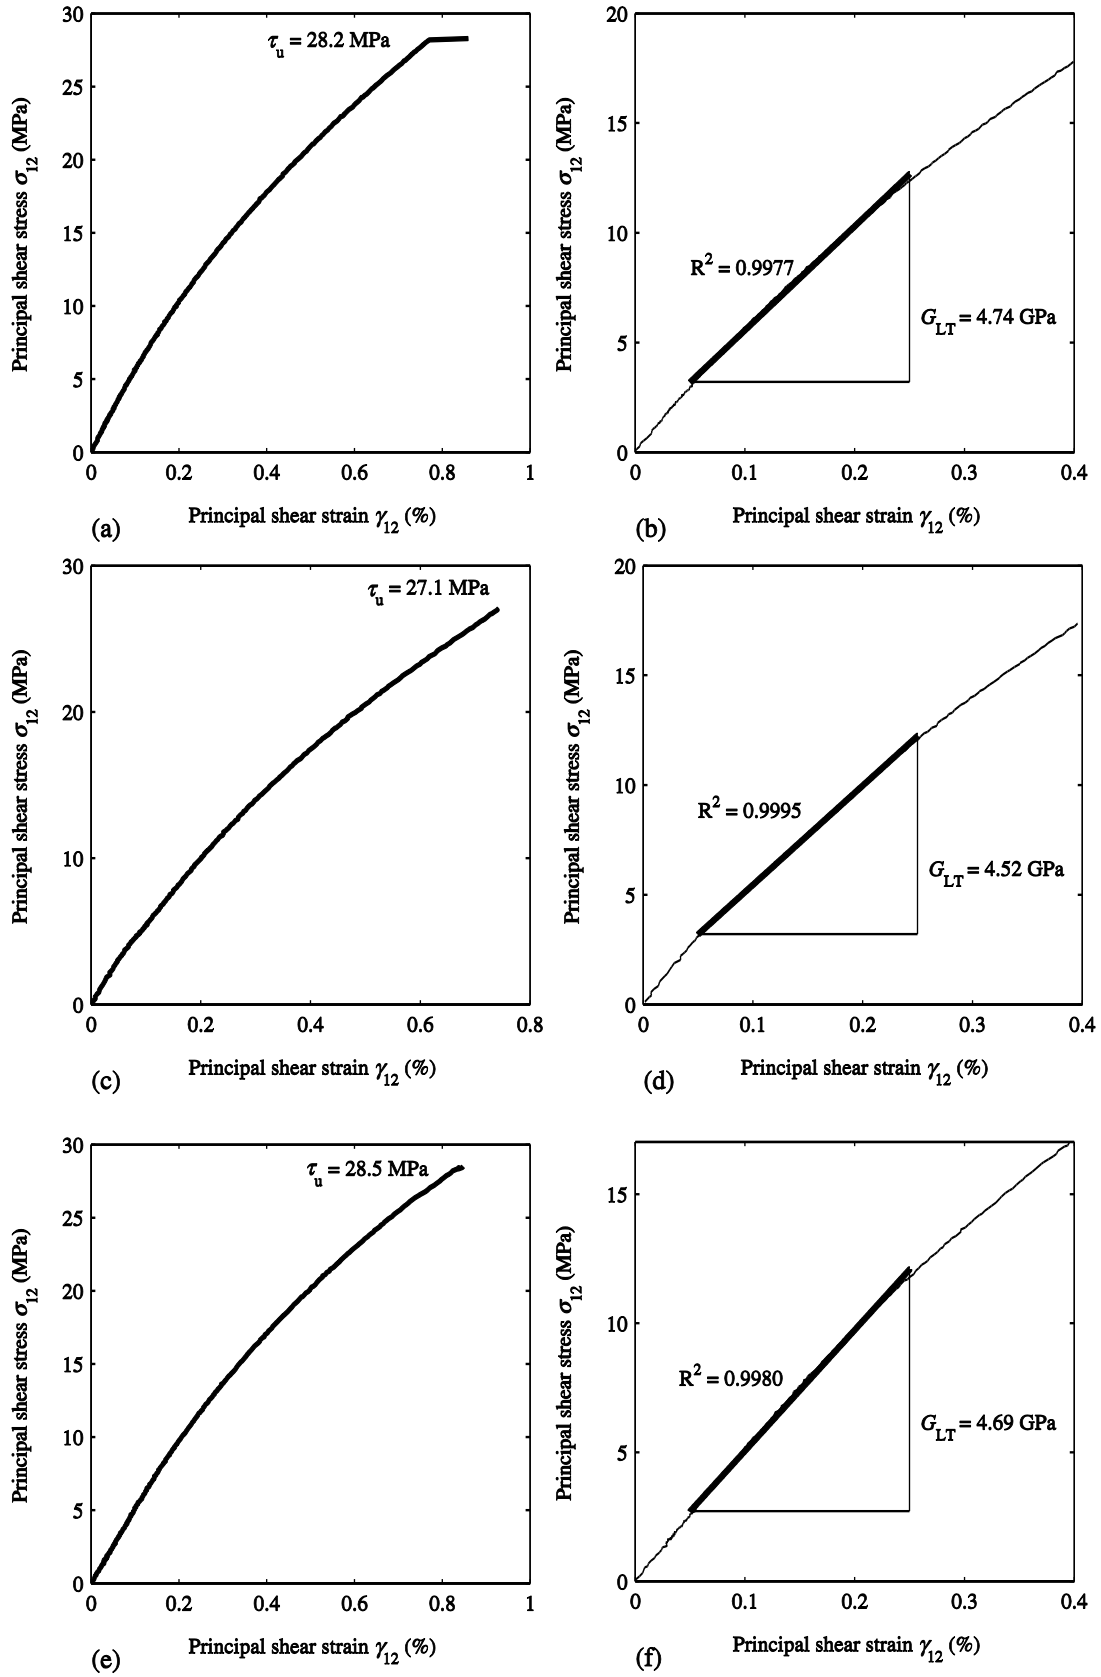 30
25
20
15
10
5
0
τu = 28.2 MPa
Principal shear stress σ12 (MPa)
0 0.2 0.4 0.6 0.8 1
Principal shear strain γ12 (%)
(a)
20
15
10
5
0
R2 = 0.9977
GLT = 4.74 GPa
Principal shear stress σ12 (MPa)
0 0.1 0.2 0.3 0.4
Principal shear strain γ12 (%)
(b)
30
20
10
0
τu = 27.1 MPa
Principal shear stress σ12 (MPa)
0 0.2 0.4 0.6 0.8
Principal shear strain γ12 (%)
(c)
20
15
10
5
0
R2 = 0.9995
GLT = 4.52 GPa
Principal shear stress σ12 (MPa)
0 0.1 0.2 0.3 0.4
Principal shear strain γ12 (%)
(d)
30
25
20
15
10
5
0
τu = 28.5 MPa
Principal shear stress σ12 (MPa)
0 0.2 0.4 0.6 0.8 1
Principal shear strain γ12 (%)
(e)
15
10
5
0
R2 = 0.9980
GLT = 4.69 GPa
Principal shear stress σ12 (MPa)
0 0.1 0.2 0.3 0.4
Principal shear strain γ12 (%)
(f)